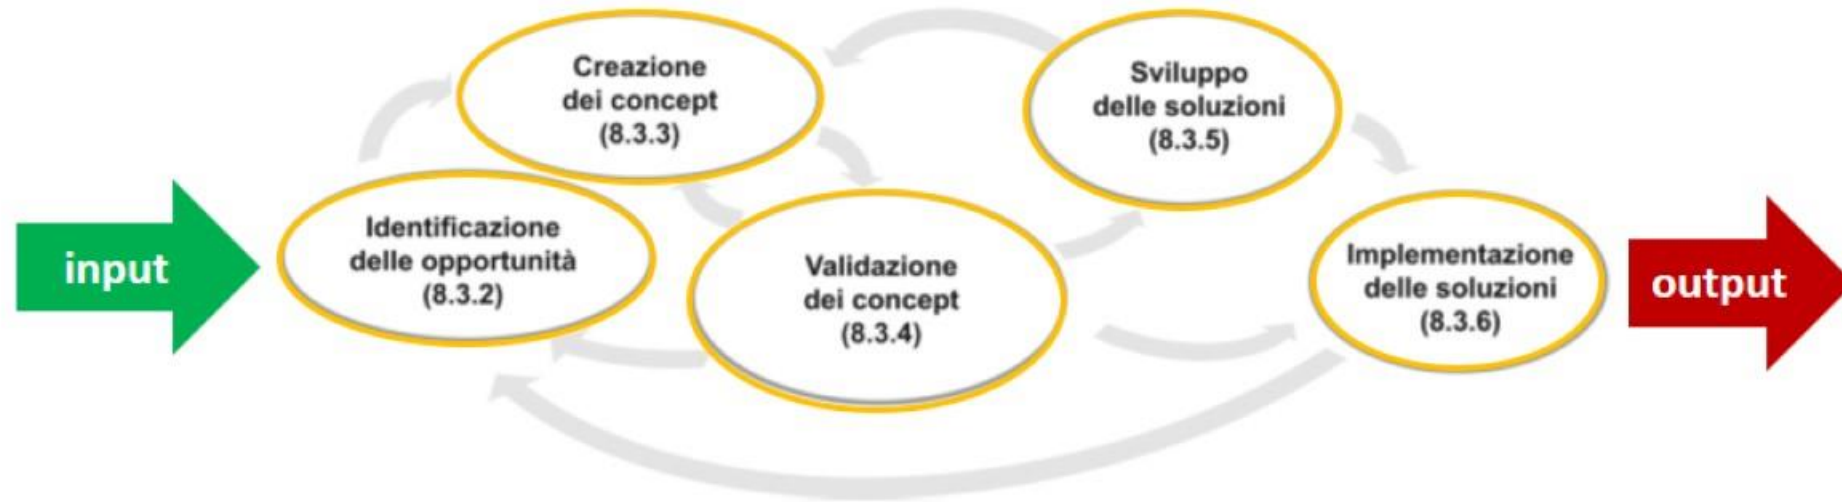 input
Identificazione
delle opportunità
(8.3.2)
Creazione
dei concept
(8.3.3)
Validazione
dei concept
(8.3.4)
Sviluppo
delle soluzioni
(8.3.5)
Implementazione
delle soluzioni
(8.3.6)
output